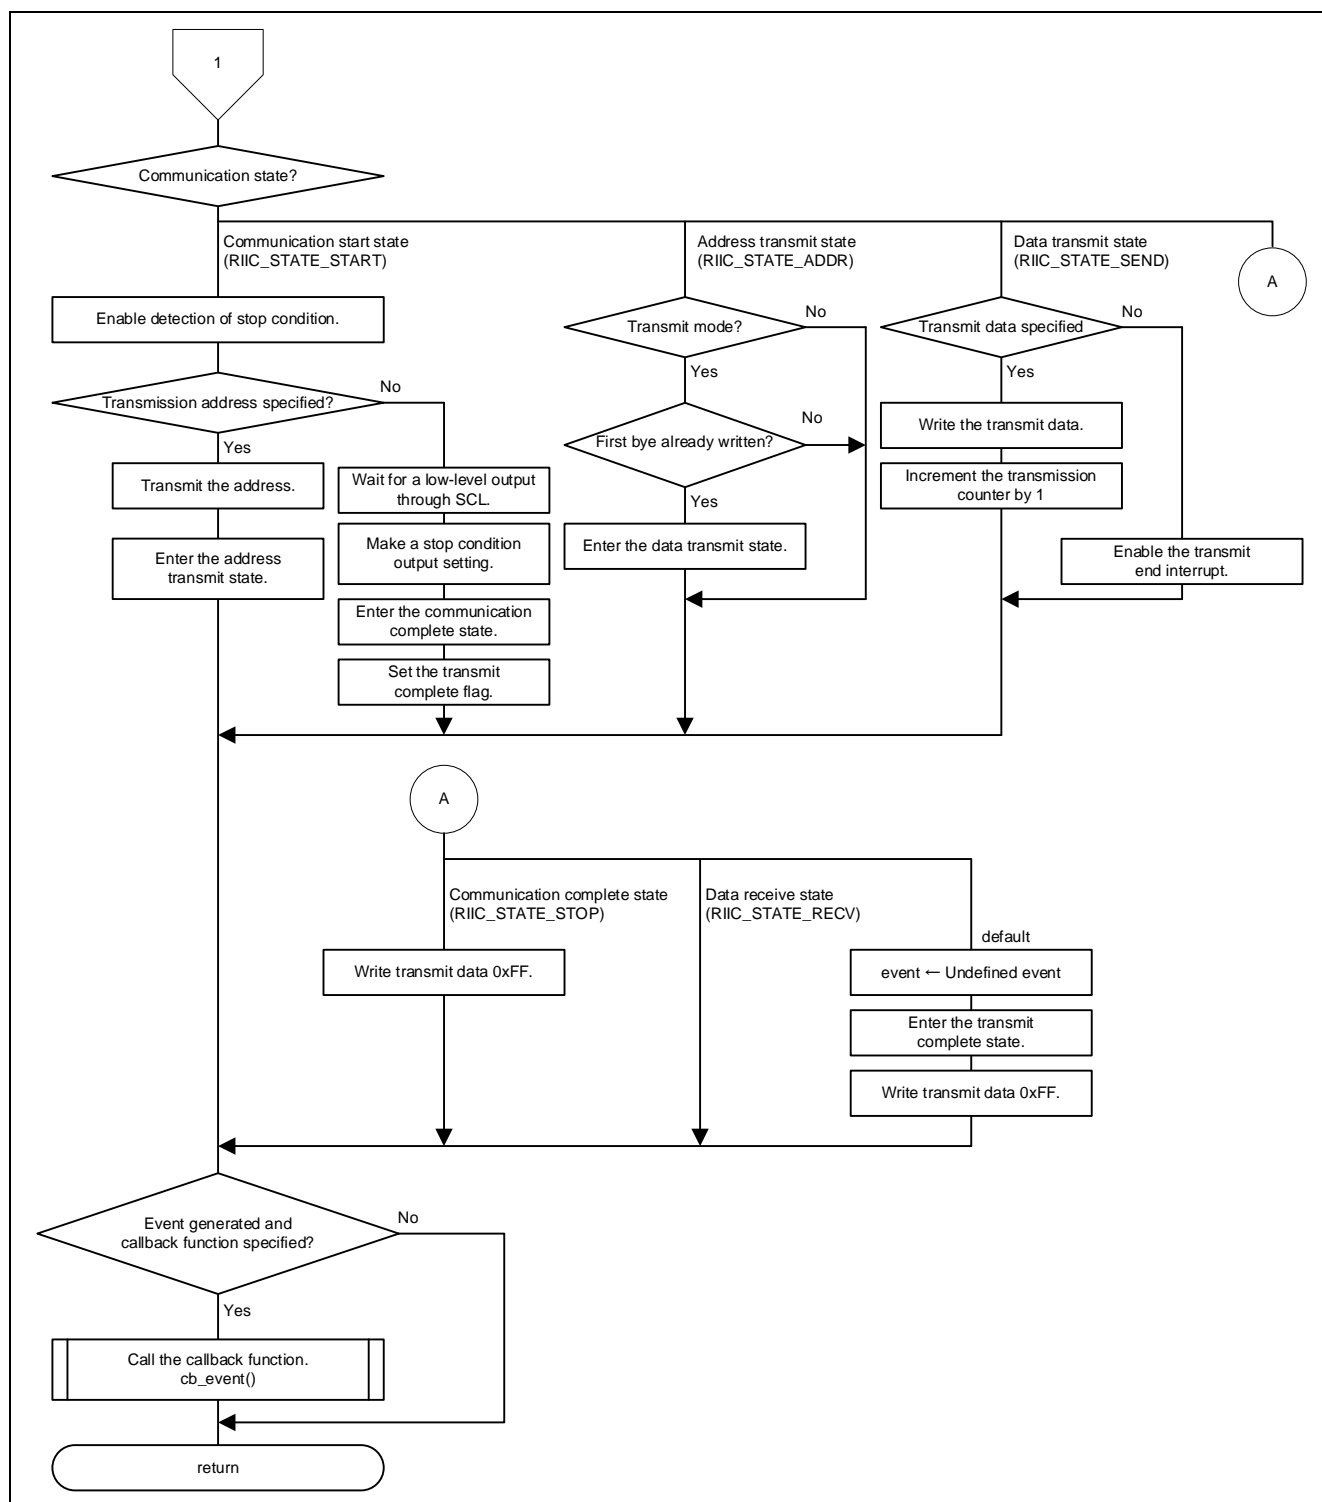 1
Communication state?
Communication start state
(RIIC_STATE_START)
Address transmit state
(RIIC_STATE_ADDR)
Data transmit state
(RIIC_STATE_SEND)
A
Enable detection of stop condition.
Transmit mode?
No
Yes
Transmit data specified
No
Yes
Transmission address specified?
No
Yes
First bye already written?
No
Yes
Write the transmit data.
Increment the transmission
counter by 1
Transmit the address.
Wait for a low-level output
through SCL.
Enter the address
transmit state.
Make a stop condition
output setting.
Enter the data transmit state.
Enable the transmit
end interrupt.
Enter the communication
complete state.
Set the transmit
complete flag.
A
Communication complete state
(RIIC_STATE_STOP)
Data receive state
(RIIC_STATE_RECV)
default
Write transmit data 0xFF.
event ← Undefined event
Enter the transmit
complete state.
Write transmit data 0xFF.
Event generated and
callback function specified?
No
Yes
Call the callback function.
cb_event()
return